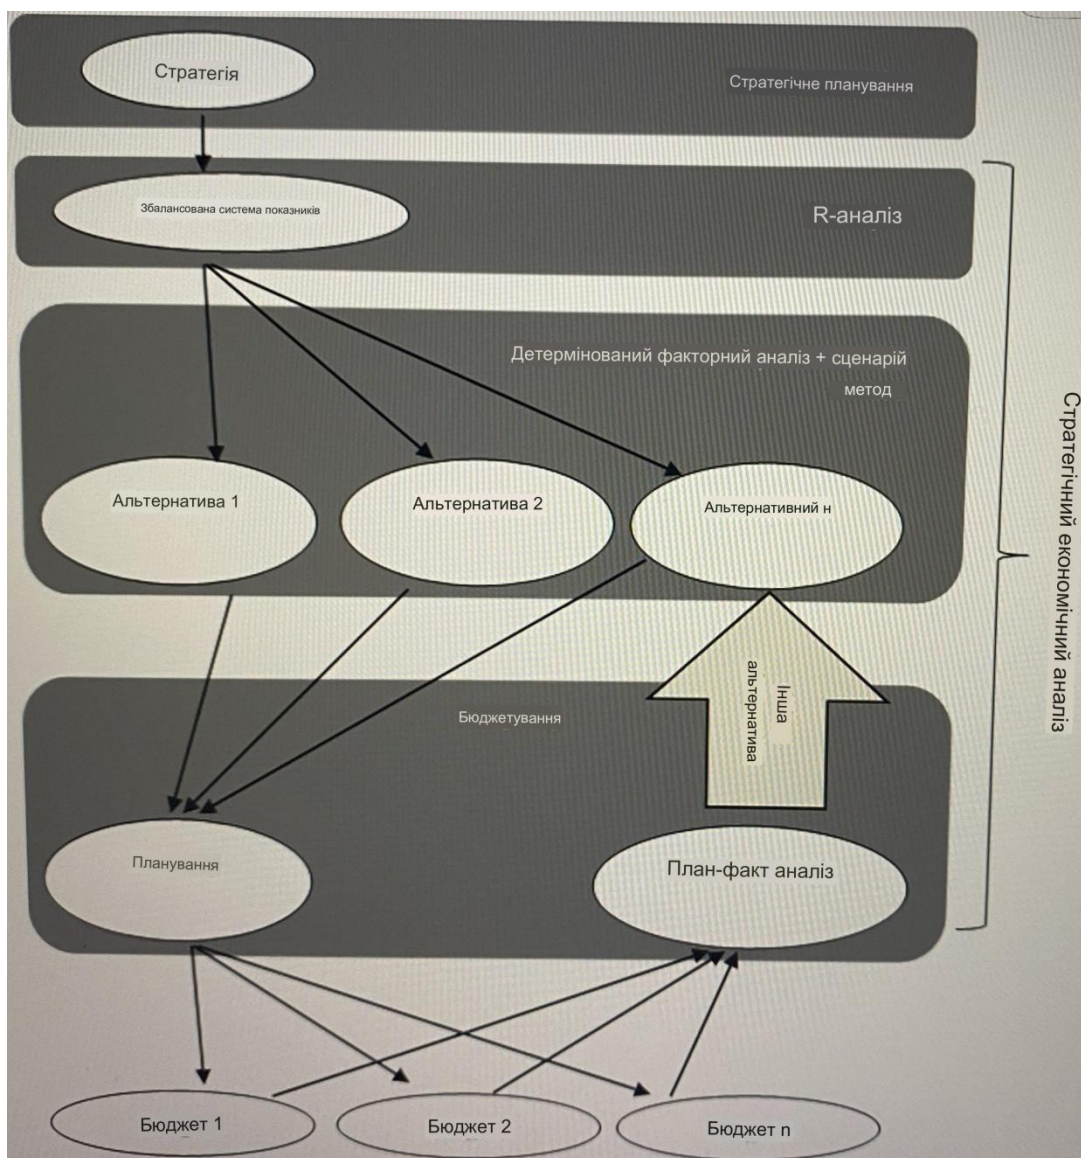 Стратегія
Стратегічне планування
Збалансована система показників
R-аналіз
Детермінований факторний аналіз + сценарій
метод
Альтернатива 1
Альтернатива 2
Альтернативний н
Стратегічний економічний аналіз
Інша
альтернатива
Бюджетування
Планування
План-факт аналіз
Бюджет 1
Бюджет 2
Бюджет n